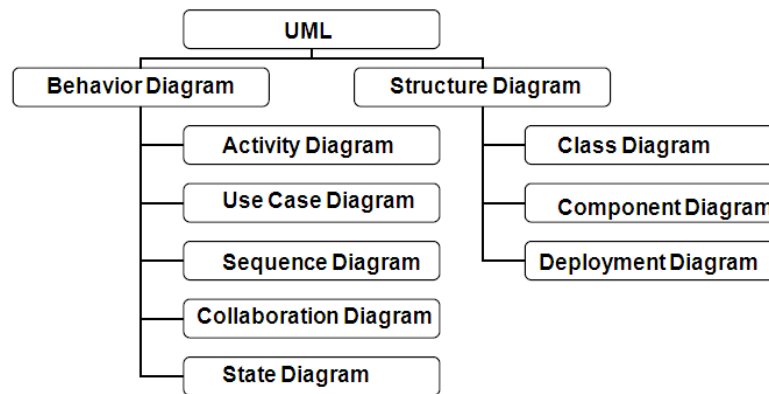 UML
Behavior Diagram
Structure Diagram
Activity Diagram
Class Diagram
Use Case Diagram
Component Diagram
Sequence Diagram
Deployment Diagram
Collaboration Diagram
State Diagram